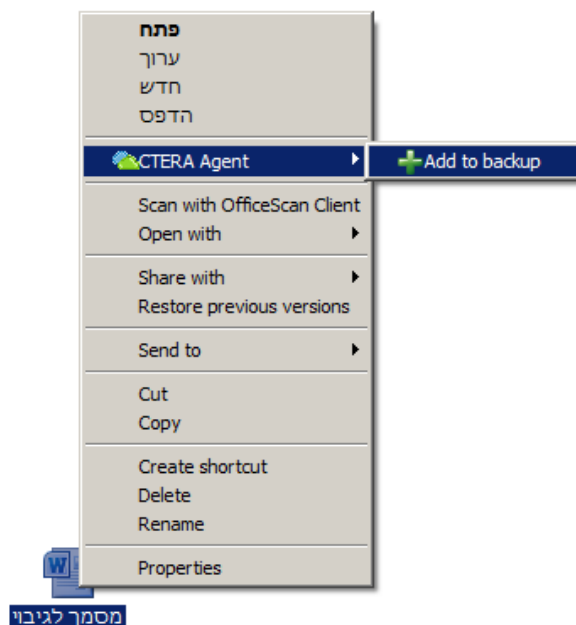 פתח
ערוך
חדש
הדפס
CTERA Agent
Add to backup
Scan with OfficeScan Client
Open with
Share with
Restore previous versions
Send to
Cut
Copy
Create shortcut
Delete
Rename
Properties
W
מסמך לגיבוי